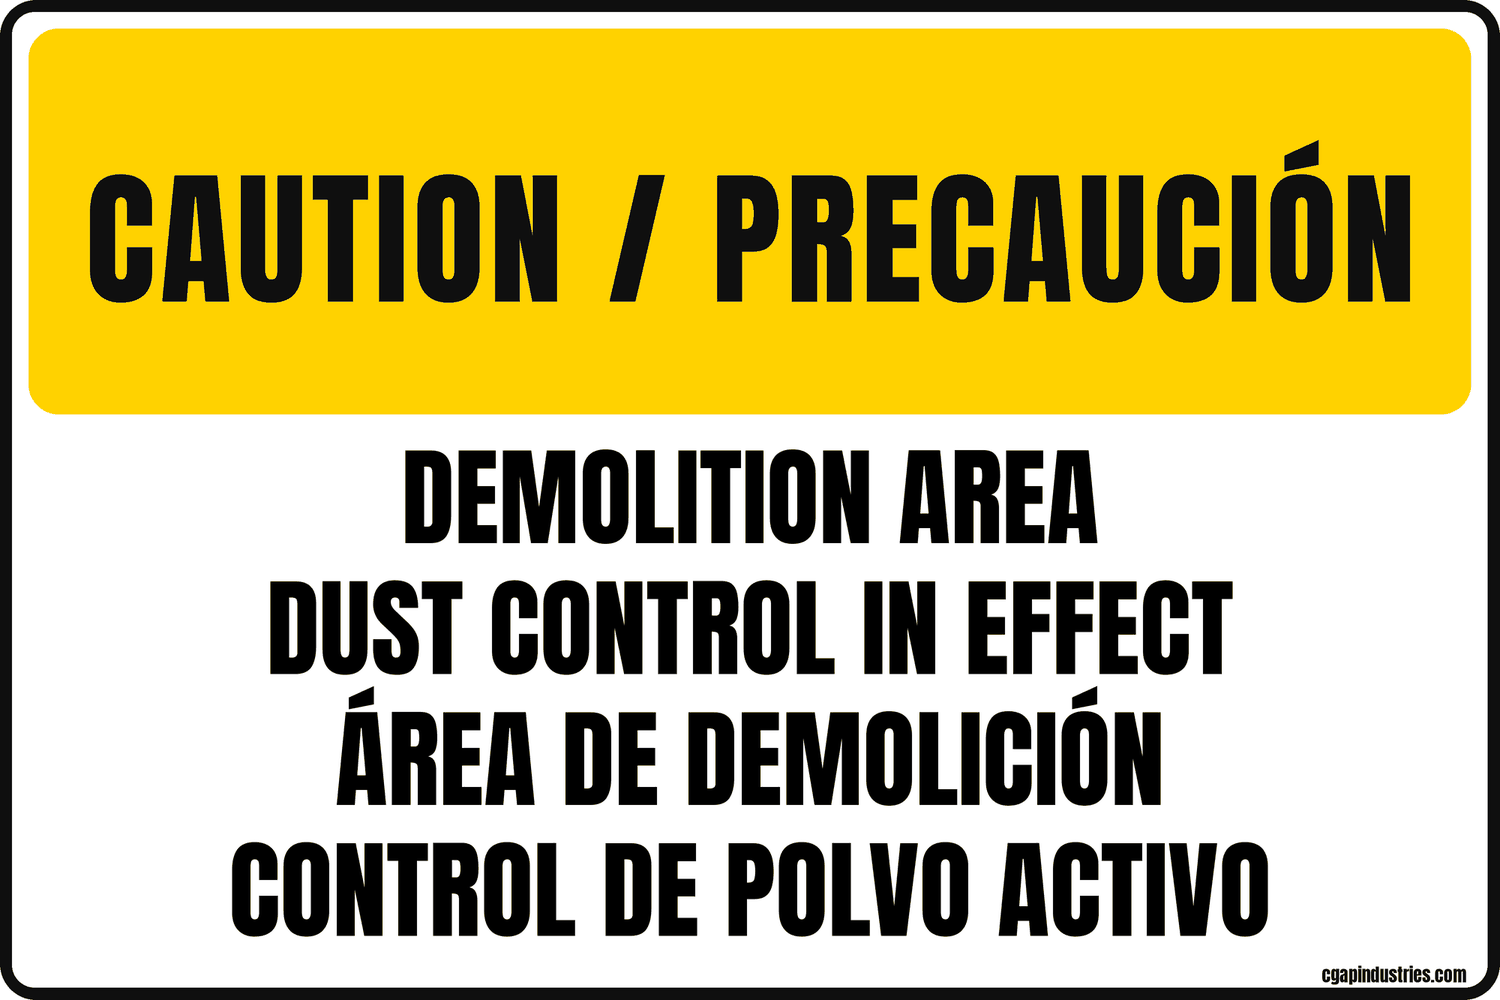 CAUTION / PRECAUCIÓN
DEMOLITION AREA
DUST CONTROL IN EFFECT
ÁREA DE DEMOLICIÓN
CONTROL DE POLVO ACTIVO
cgapindustries.com